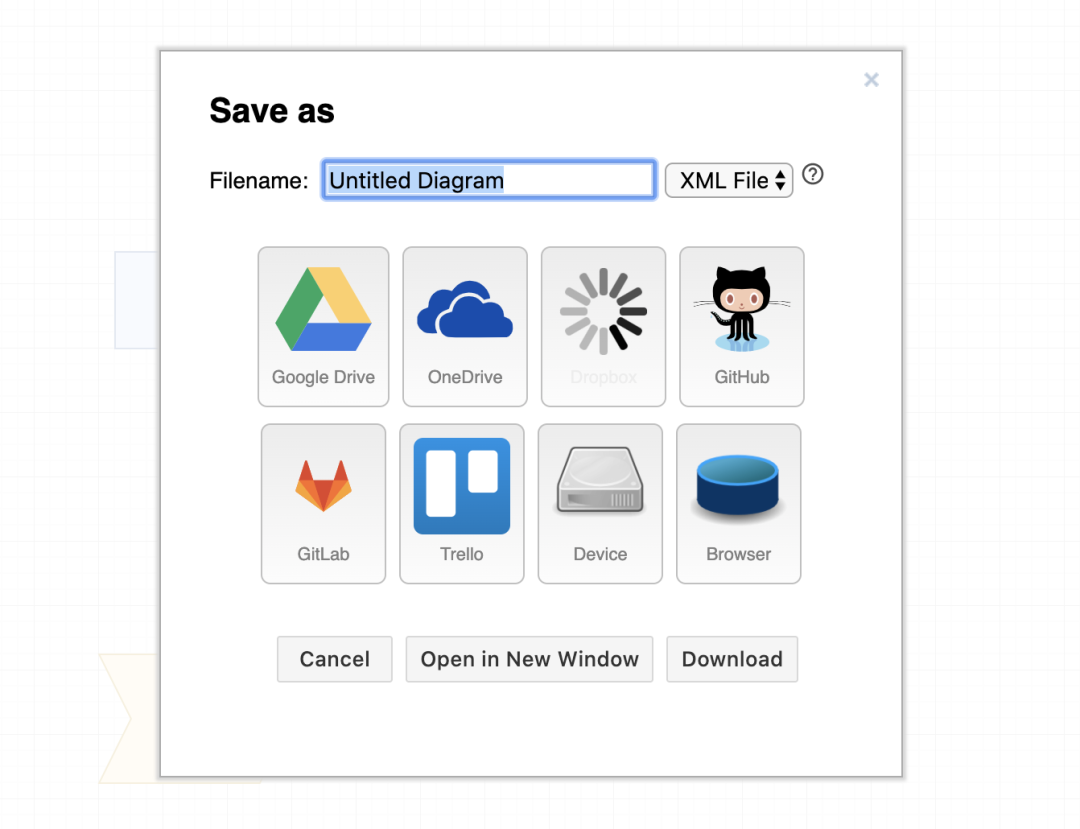 ×
Save as
Filename: Untitled Diagram XML File ?
Google Drive OneDrive Dropbox GitHub
GitLab Trello Device Browser
Cancel Open in New Window Download